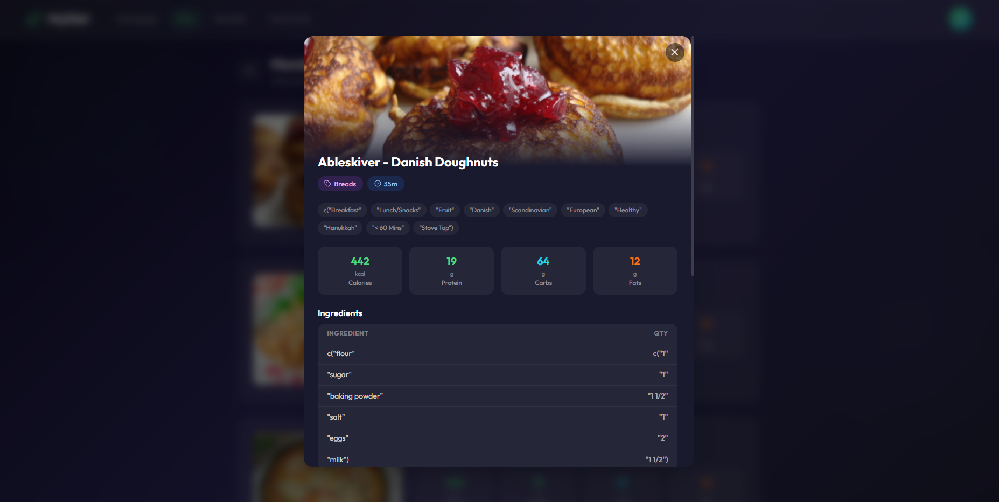 Ableskiver - Danish Doughnuts
Breads 35m
c("Breakfast" "Lunch/Snacks" "Fruit" "Danish" "Scandinavian" "European" "Healthy"
"Hanukkah" "< 60 Mins" "Stove Top")
442 19 64 12
kcal g g g
Calories Protein Carbs Fats
Ingredients
INGREDIENT QTY
c("flour" c("1"
"sugar" "1"
"baking powder" "1 1/2"
"salt" "1"
"eggs" "2"
"milk") "1 1/2")